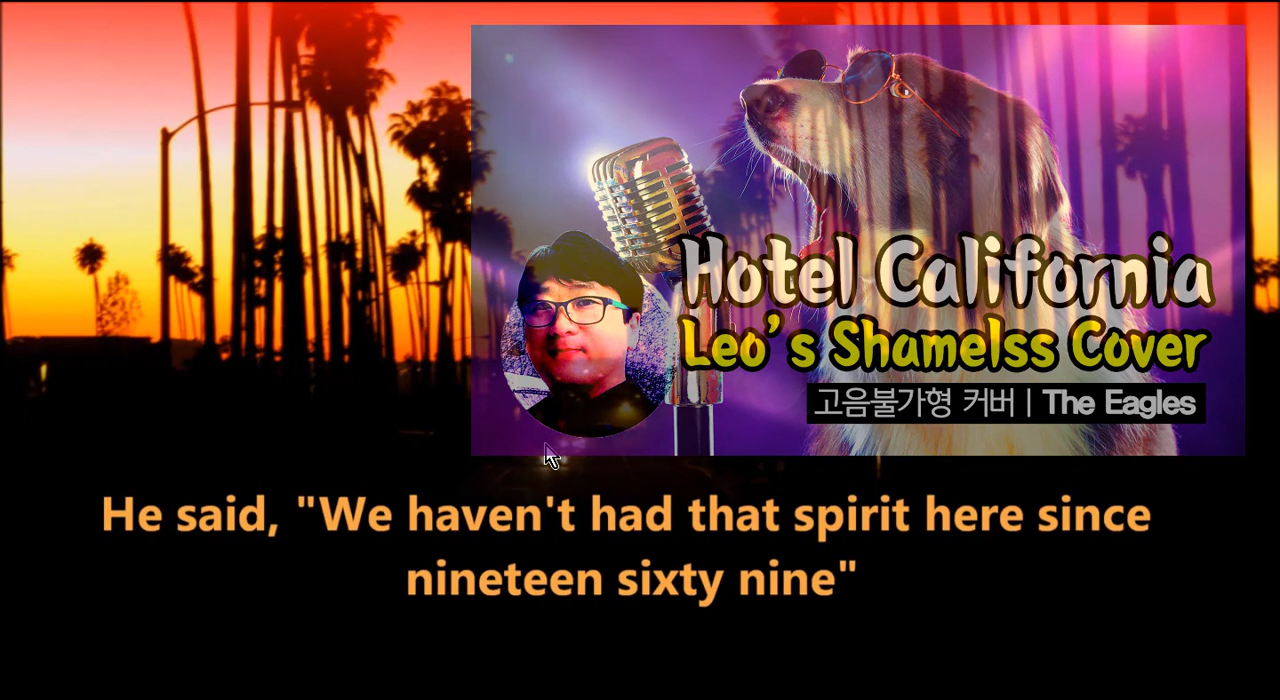 Hotel California
Leo's Shamelss Cover
고음불가형 커버 | The Eagles
He said, "We haven't had that spirit here since
nineteen sixty nine"